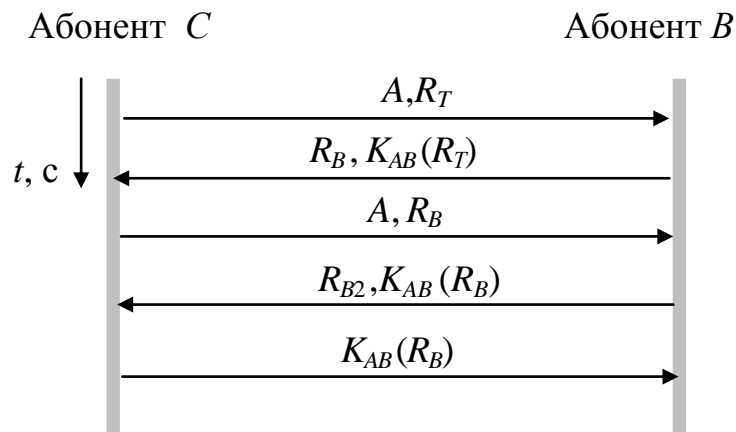 Абонент C Абонент B
A,R_T
R_B, K_AB(R_T)
t, с
A, R_B
R_B2,K_AB (R_B)
K_AB(R_B)